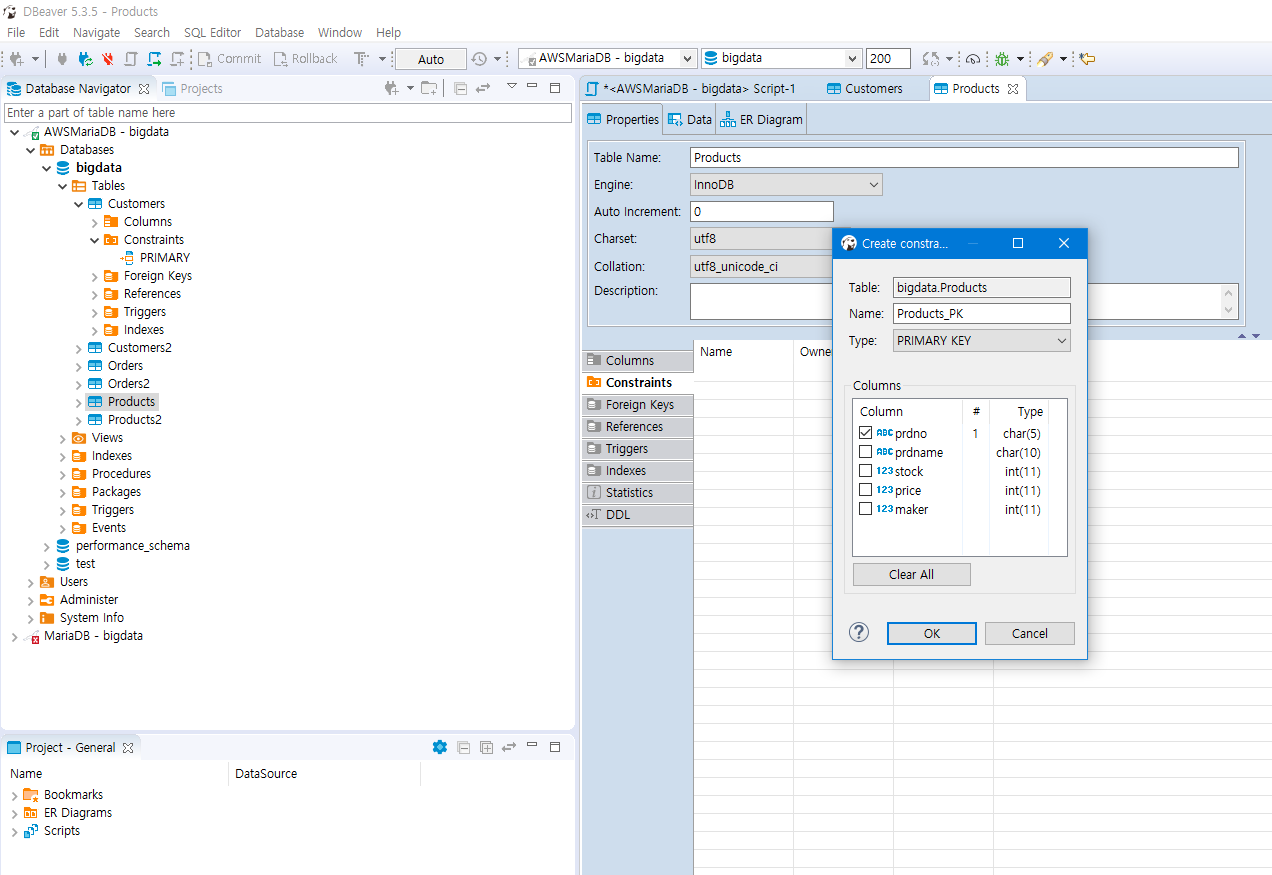 DBeaver 5.3.5 - Products
File Edit Navigate Search SQL Editor Database Window Help
Commit Rollback Auto AWSMariaDB - bigdata bigdata 200
Database Navigator Projects
Enter a part of table name here
AWSMariaDB - bigdata
Databases
bigdata
Tables
Customers
Columns
Constraints
PRIMARY
Foreign Keys
References
Triggers
Indexes
Customers2
Orders
Orders2
Products
Products2
Views
Indexes
Procedures
Packages
Triggers
Events
performance_schema
test
Users
Administer
System Info
MariaDB - bigdata
Project - General
Name DataSource
Bookmarks
ER Diagrams
Scripts
*<AWSMariaDB - bigdata> Script-1 Customers Products
Properties Data ER Diagram
Table Name: Products
Engine: InnoDB
Auto Increment: 0
Charset: utf8
Collation: utf8_unicode_ci
Description:
Columns
Constraints
Foreign Keys
References
Triggers
Indexes
Statistics
DDL
Name Owne
Create constra...
Table: bigdata.Products
Name: Products_PK
Type: PRIMARY KEY
Columns
Column # Type
ABC prdno 1 char(5)
ABC prdname char(10)
123 stock int(11)
123 price int(11)
123 maker int(11)
Clear All
? OK Cancel